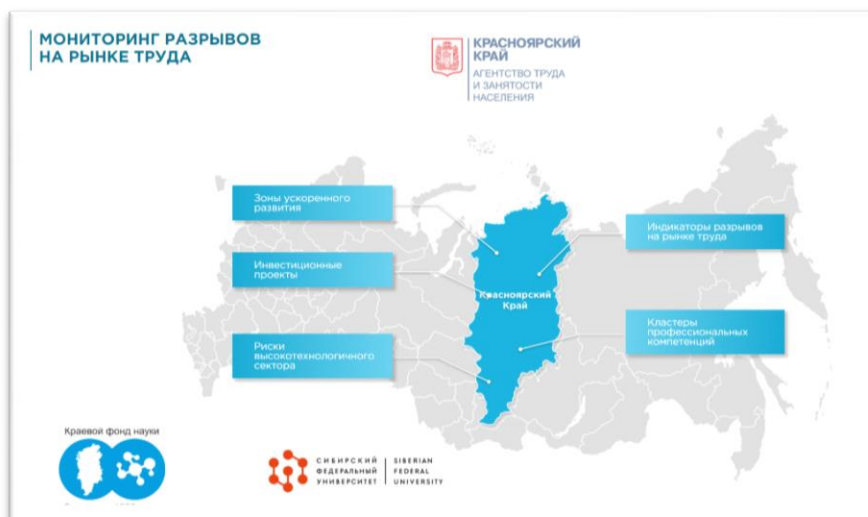 МОНИТОРИНГ РАЗРЫВОВ
НА РЫНКЕ ТРУДА
КРАСНОЯРСКИЙ
КРАЙ
АГЕНТСТВО ТРУДА
И ЗАНЯТОСТИ
НАСЕЛЕНИЯ
Зоны ускоренного
развития
Индикаторы разрывов
на рынке труда
Инвестиционные
проекты
Красноярский
Край
Риски
высокотехнологичного
сектора
Кластеры
профессиональных
компетенций
Краевой фонд науки
СИБИРСКИЙ
ФЕДЕРАЛЬНЫЙ
УНИВЕРСИТЕТ
SIBERIAN
FEDERAL
UNIVERSITY